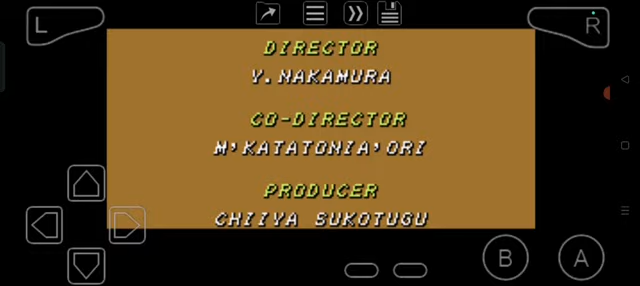 L
R
DIRECTOR
Y.NAKAMURA
CO-DIRECTOR
M'KATATONIA'ORI
PRODUCER
CHIIYA SUKOTUGU
B
A